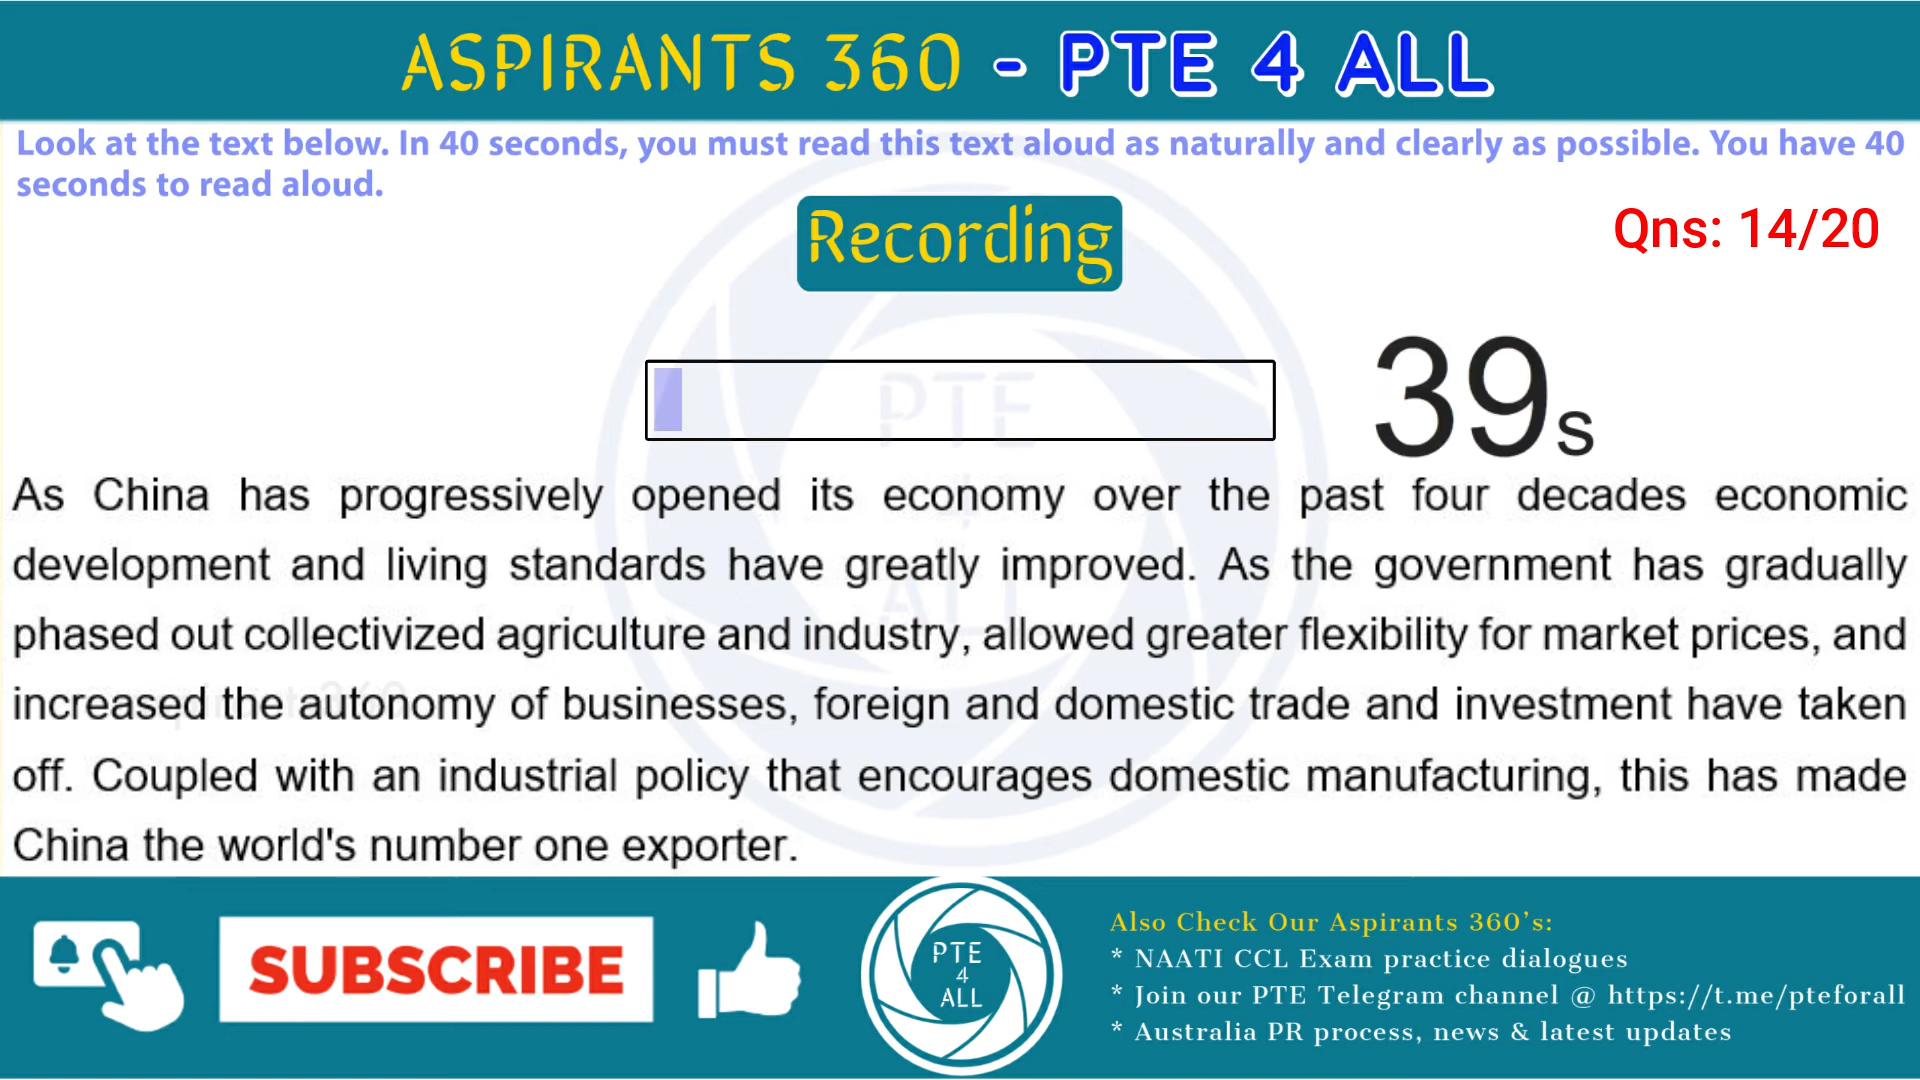 ASPIRANTS 360 - PTE 4 ALL
Look at the text below. In 40 seconds, you must read this text aloud as naturally and clearly as possible. You have 40
seconds to read aloud.
Recording
Qns: 14/20
39s
PTE
4
ALL
As China has progressively opened its economy over the past four decades economic
development and living standards have greatly improved. As the government has gradually
phased out collectivized agriculture and industry, allowed greater flexibility for market prices, and
increased the autonomy of businesses, foreign and domestic trade and investment have taken
off. Coupled with an industrial policy that encourages domestic manufacturing, this has made
China the world's number one exporter.
SUBSCRIBE
PTE
4
ALL
Also Check Our Aspirants 360's:
* NAATI CCL Exam practice dialogues
* Join our PTE Telegram channel @ https://t.me/pteforall
* Australia PR process, news & latest updates